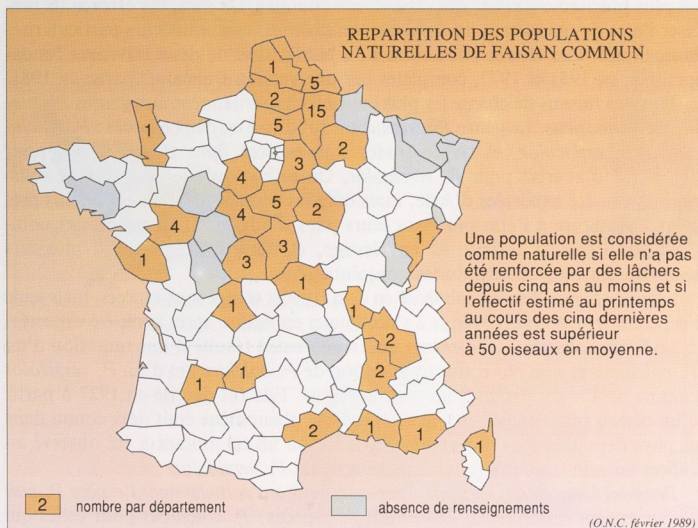 REPARTITION DES POPULATIONS
NATURELLES DE FAISAN COMMUN
1
5
2
15
5
1
2
3
4
5
2
4
4
1
3
3
1
1
1
1
2
2
1
1
2
1
1
1
Une population est considérée
comme naturelle si elle n'a pas
été renforcée par des lâchers
depuis cinq ans au moins et si
l'effectif estimé au printemps
au cours des cinq dernières
années est supérieur
à 50 oiseaux en moyenne.
2 nombre par département
absence de renseignements
(O.N.C. février 1989)